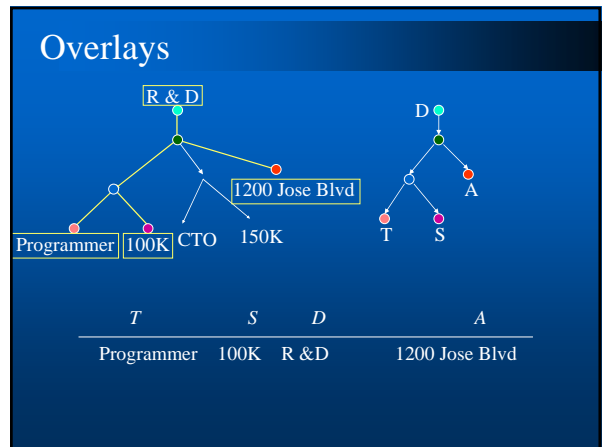 Overlays
R & D
D
1200 Jose Blvd
A
Programmer 100K CTO 150K
T S
T S D A
Programmer 100K R &D 1200 Jose Blvd